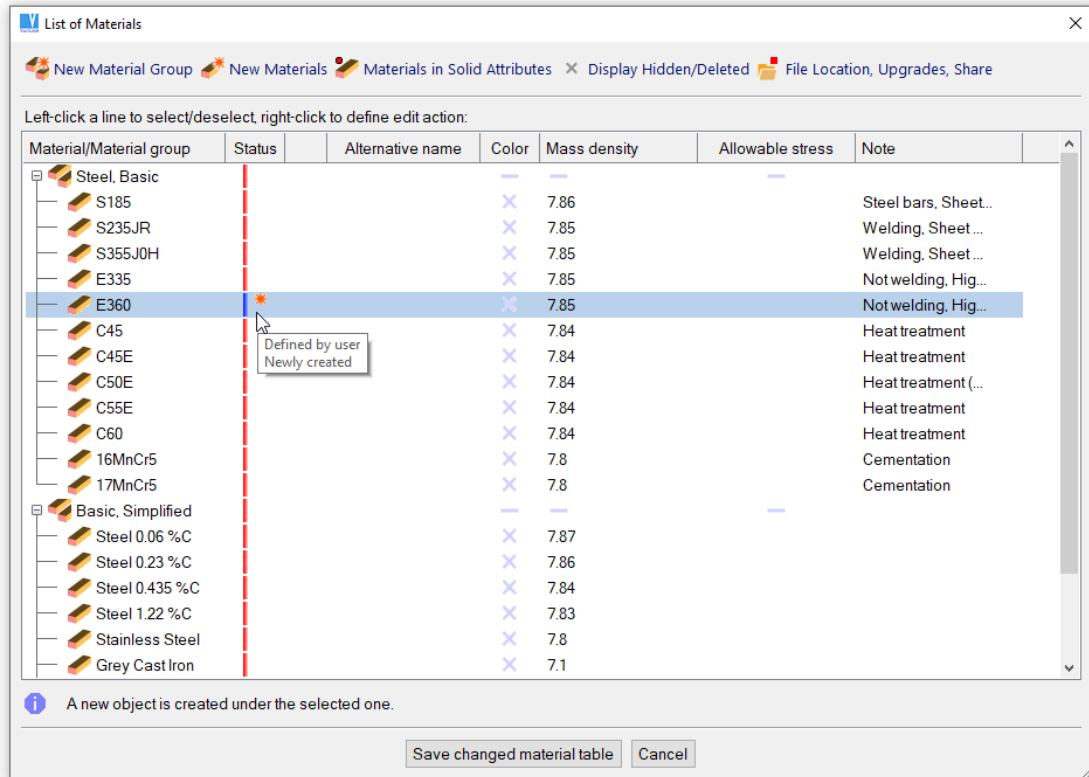 List of Materials
New Material Group New Materials Materials in Solid Attributes Display Hidden/Deleted File Location, Upgrades, Share
Left-click a line to select/deselect, right-click to define edit action:
Material/Material group Status Alternative name Color Mass density Allowable stress Note
Steel, Basic
S185 7.86 Steel bars, Sheet...
S235JR 7.85 Welding, Sheet ...
S355J0H 7.85 Welding, Sheet ...
E335 7.85 Not welding, Hig...
E360 7.85 Not welding, Hig...
C45 7.84 Heat treatment
Defined by user
Newly created
C45E 7.84 Heat treatment
C50E 7.84 Heat treatment (...
C55E 7.84 Heat treatment
C60 7.84 Heat treatment
16MnCr5 7.8 Cementation
17MnCr5 7.8 Cementation
Basic, Simplified
Steel 0.06 %C 7.87
Steel 0.23 %C 7.86
Steel 0.435 %C 7.84
Steel 1.22 %C 7.83
Stainless Steel 7.8
Grey Cast Iron 7.1
A new object is created under the selected one.
Save changed material table Cancel